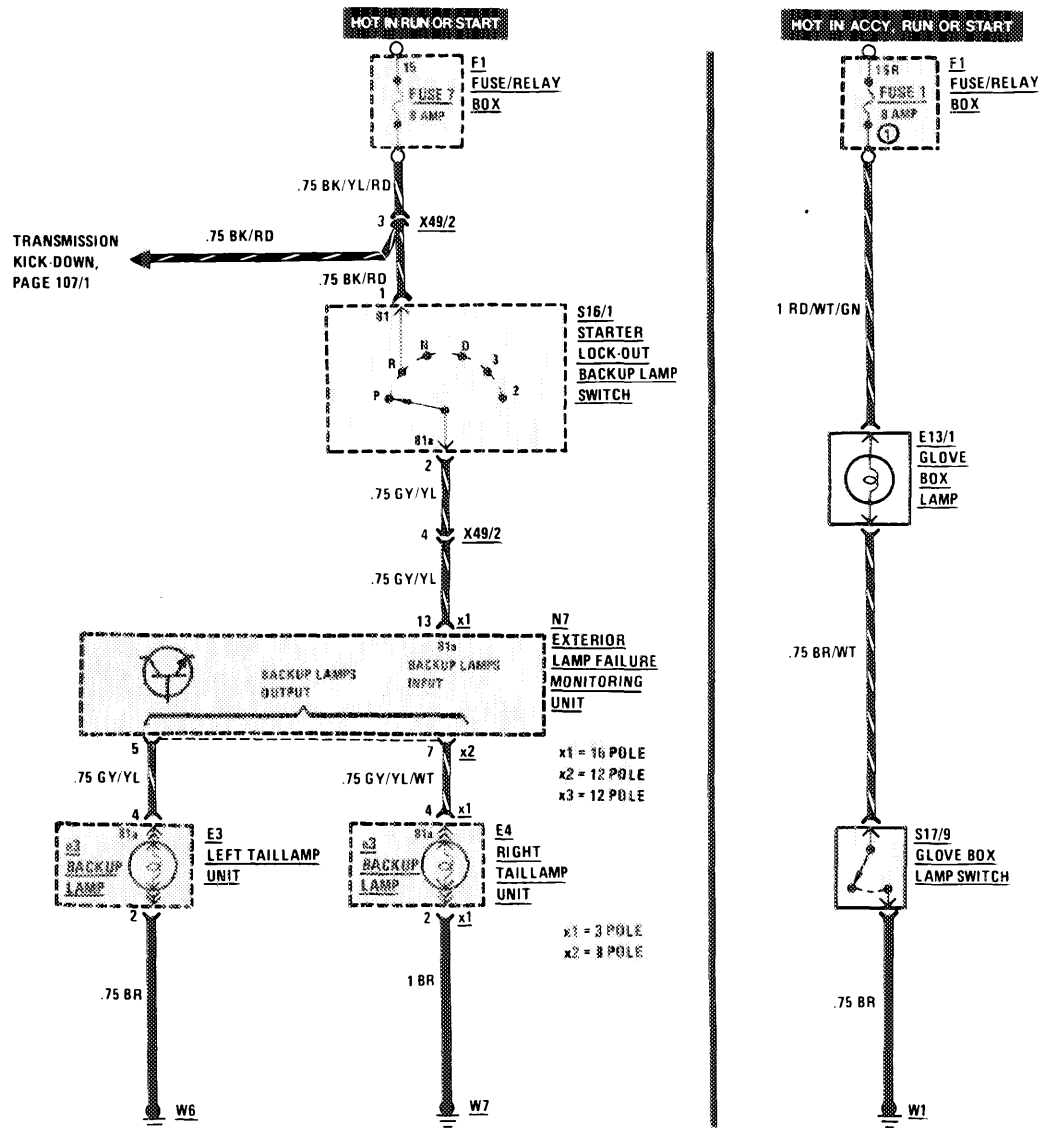 HOT IN RUN OR START
15
FUSE 7
8 AMP
F1
FUSE/RELAY
BOX
.75 BK/YL/RD
3
X49/2
.75 BK/RD
TRANSMISSION
KICK-DOWN,
PAGE 107/1
.75 BK/RD
1
81
S16/1
STARTER
LOCK-OUT
BACKUP LAMP
SWITCH
P
R
N
D
3
2
81a
2
.75 GY/YL
4
X49/2
.75 GY/YL
13
x1
N7
EXTERIOR
LAMP FAILURE
MONITORING
UNIT
81a
BACKUP LAMPS
INPUT
BACKUP LAMPS
OUTPUT
5
7
x2
x1 = 16 POLE
x2 = 12 POLE
x3 = 12 POLE
.75 GY/YL
.75 GY/YL/WT
4
4
x1
81a
e3
BACKUP
LAMP
E3
LEFT TAILLAMP
UNIT
81a
e3
BACKUP
LAMP
E4
RIGHT
TAILLAMP
UNIT
2
2
x1
x1 = 3 POLE
x2 = 8 POLE
.75 BR
1 BR
W6
W7
HOT IN ACCY, RUN OR START
15R
FUSE 1
8 AMP
1
F1
FUSE/RELAY
BOX
1 RD/WT/GN
E13/1
GLOVE
BOX
LAMP
.75 BR/WT
S17/9
GLOVE BOX
LAMP SWITCH
.75 BR
W1